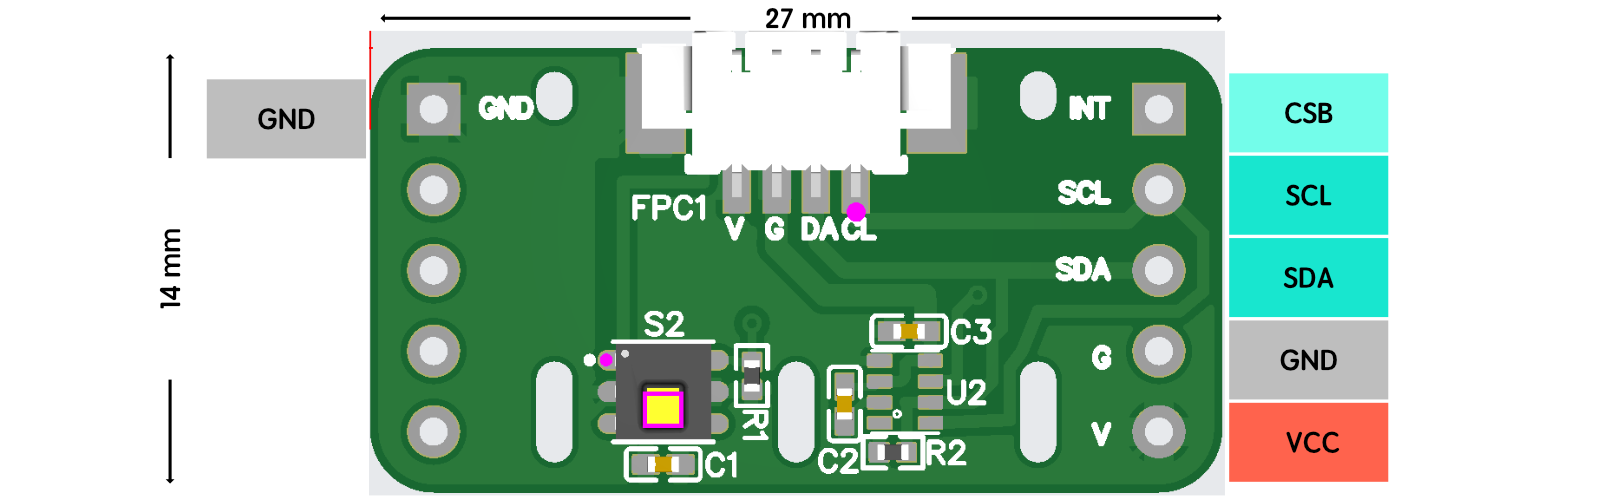 27 mm
14 mm
GND
GND
INT
CSB
SCL
SCL
FPC1
V G DA CL
SDA
SDA
S2
C3
G
GND
U2
R1
V
VCC
C1
C2
R2